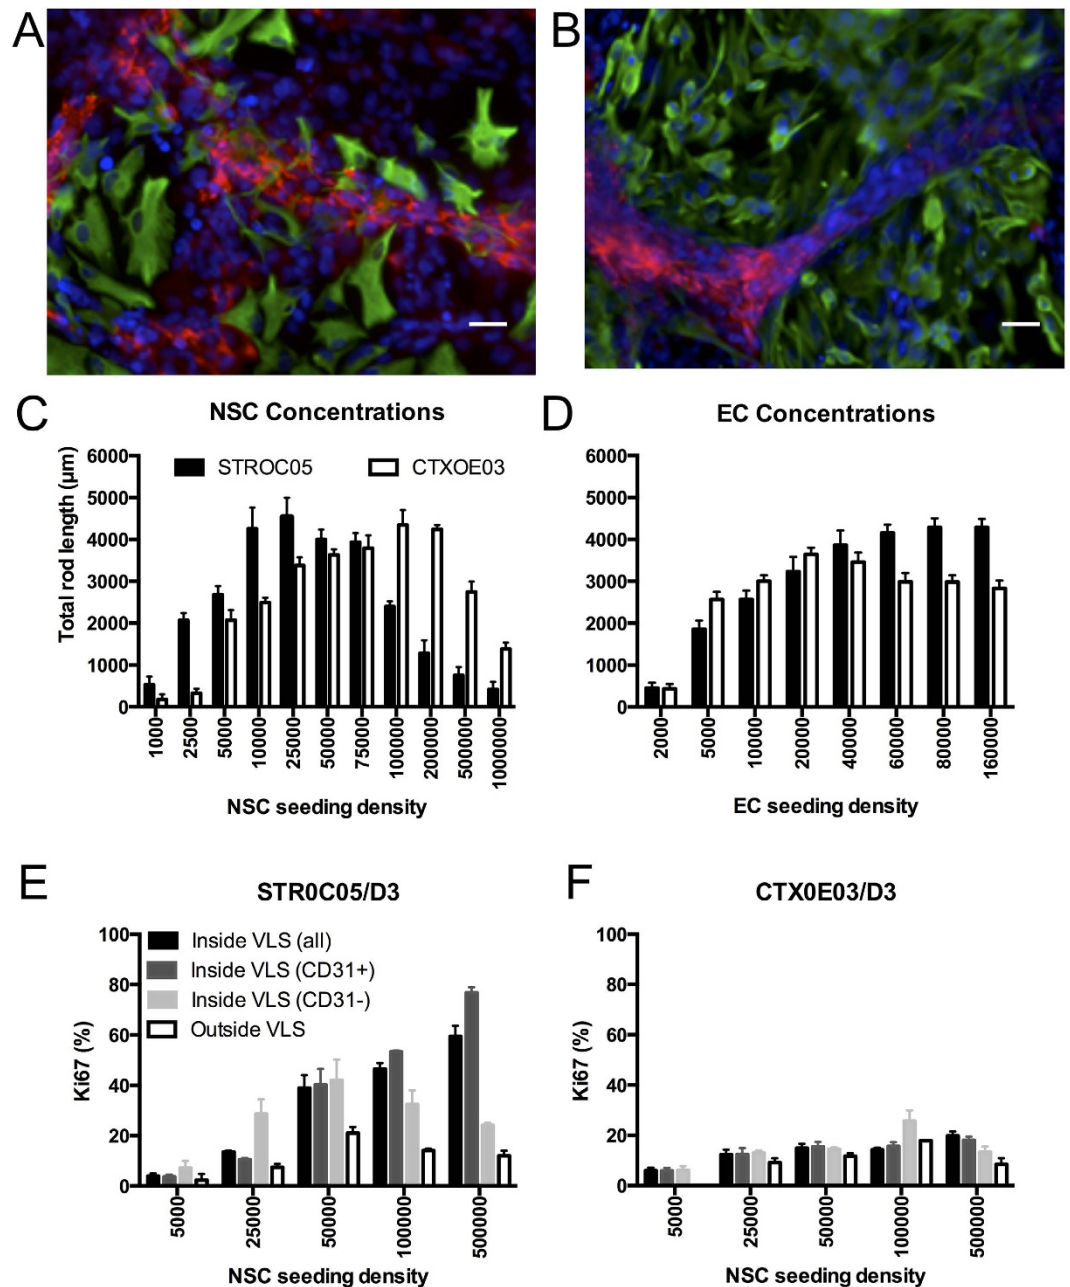 A
B
C
NSC Concentrations
Total rod length (µm)
6000
5000
4000
3000
2000
1000
0
STROC05
CTXOE03
1000
2500
5000
10000
25000
50000
75000
100000
200000
500000
1000000
NSC seeding density
D
EC Concentrations
6000
5000
4000
3000
2000
1000
0
2000
5000
10000
20000
40000
60000
80000
160000
EC seeding density
E
STR0C05/D3
Ki67 (%)
100
80
60
40
20
0
Inside VLS (all)
Inside VLS (CD31+)
Inside VLS (CD31-)
Outside VLS
5000
25000
50000
100000
500000
NSC seeding density
F
CTX0E03/D3
Ki67 (%)
100
80
60
40
20
0
5000
25000
50000
100000
500000
NSC seeding density